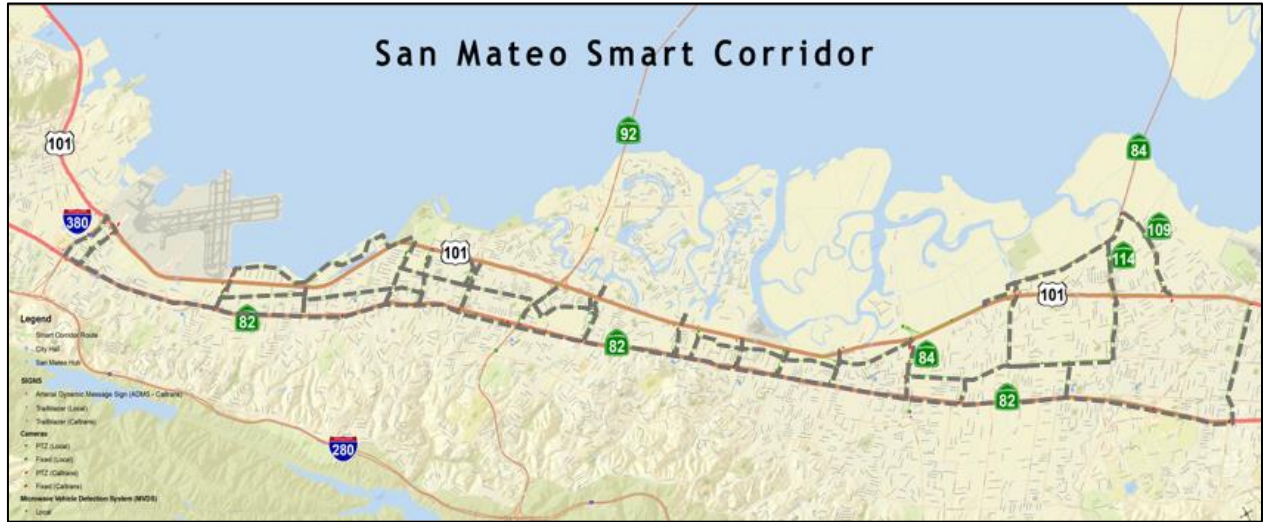 San Mateo Smart Corridor
92
101
84
380
109
101
114
101
82
82
84
82
280
Legend
Smart Corridor Route
City Hall
San Mateo Hub
SIGNS
Arterial Dynamic Message Sign (ADMS - Caltrans)
Trailblazer (Local)
Trailblazer (Caltrans)
Cameras
PTZ (Local)
Fixed (Local)
PTZ (Caltrans)
Fixed (Caltrans)
Microwave Vehicle Detection System (MVDS)
Local